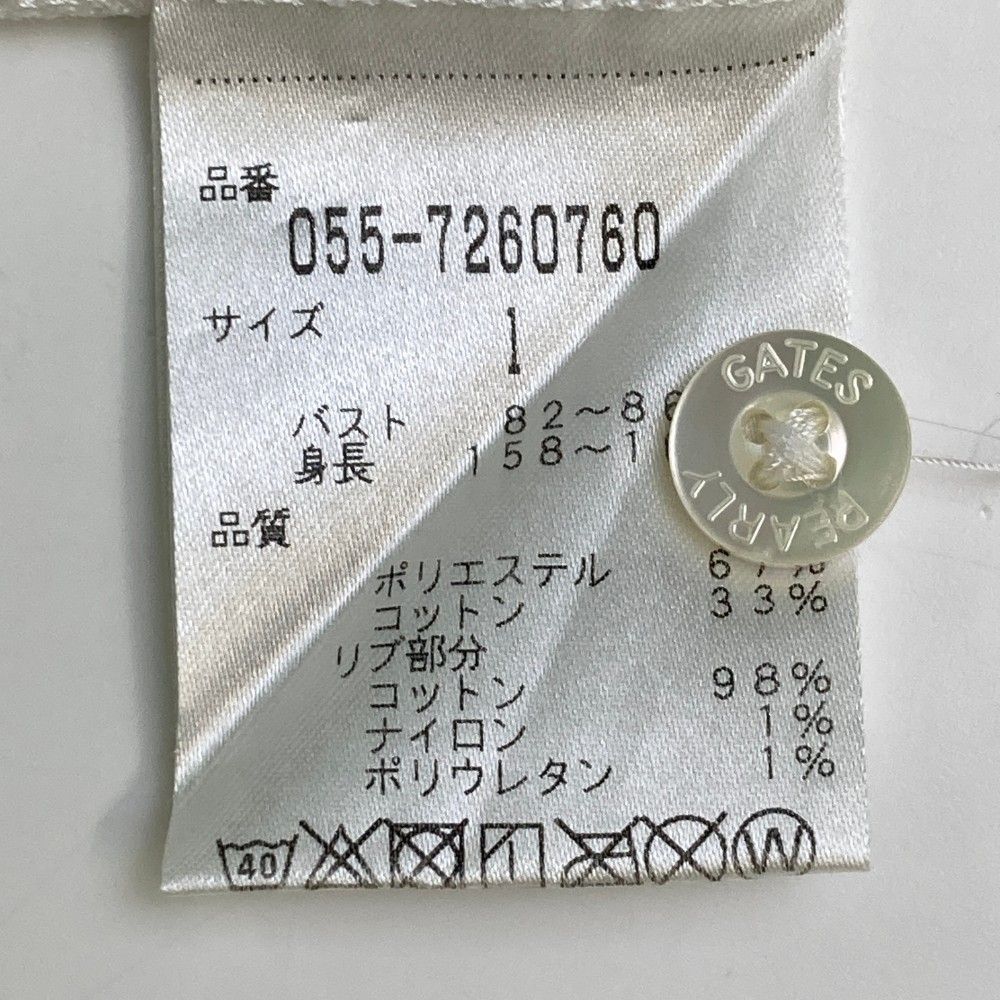 品番
055-7260760
サイズ
1
バスト 82～86
身長 158～1
GATES
PEARLY
品質
ポリエステル 67%
コットン 33%
リブ部分
コットン 98%
ナイロン 1%
ポリウレタン 1%
40 W